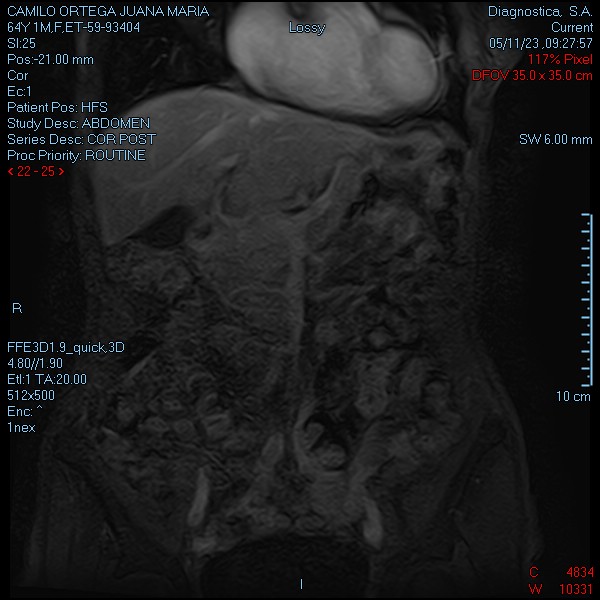 CAMILO ORTEGA JUANA MARIA
64Y 1M,F,ET-59-93404
Sl:25
Pos:-21.00 mm
Cor
Ec:1
Patient Pos: HFS
Study Desc: ABDOMEN
Series Desc: COR POST
Proc Priority: ROUTINE
< 22 - 25 >
Lossy
Diagnostica, S.A.
Current
05/11/23 ,09:27:57
117% Pixel
DFOV 35.0 x 35.0 cm
SW 6.00 mm
R
FFE3D1.9_quick,3D
4.80//1.90
Etl:1 TA:20.00
512x500
Enc: ^
1nex
10 cm
I
C 4834
W 10331